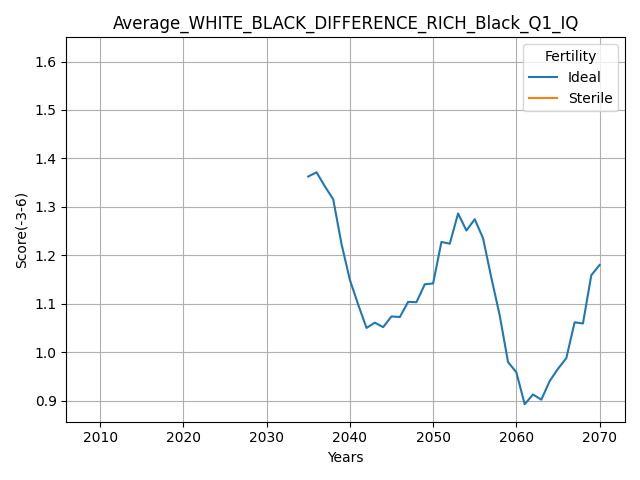 Average_WHITE_BLACK_DIFFERENCE_RICH_Black_Q1_IQ
Fertility
Ideal
Sterile
Score(-3-6)
1.6
1.5
1.4
1.3
1.2
1.1
1.0
0.9
2010 2020 2030 2040 2050 2060 2070
Years